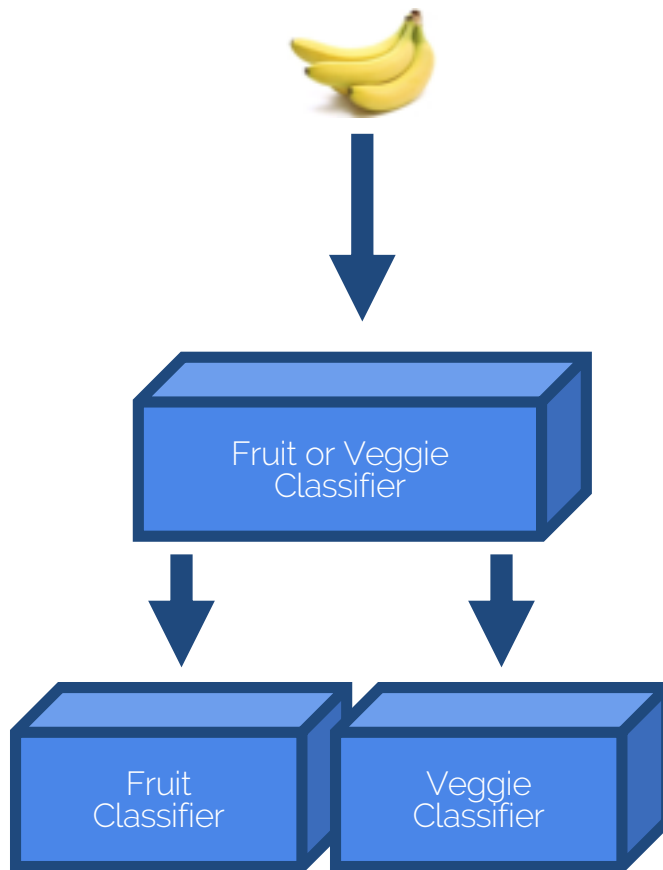 Fruit or Veggie
Classifier
Fruit
Classifier
Veggie
Classifier